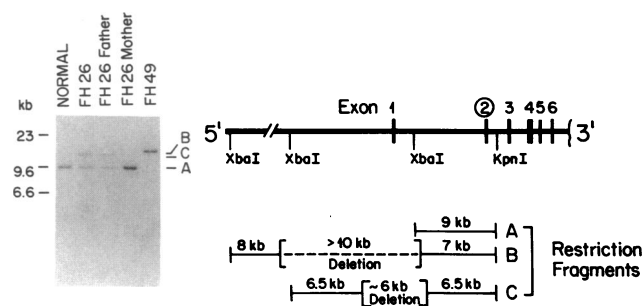 NORMAL
FH 26
FH 26 Father
FH 26 Mother
FH 49
kb
23
9.6
6.6
B
C
A
Exon 1 2 3 4 5 6
5' 3'
XbaI XbaI XbaI KpnI
9 kb A
8 kb >10 kb Deletion 7 kb B
6.5 kb ~6 kb Deletion 6.5 kb C
Restriction
Fragments